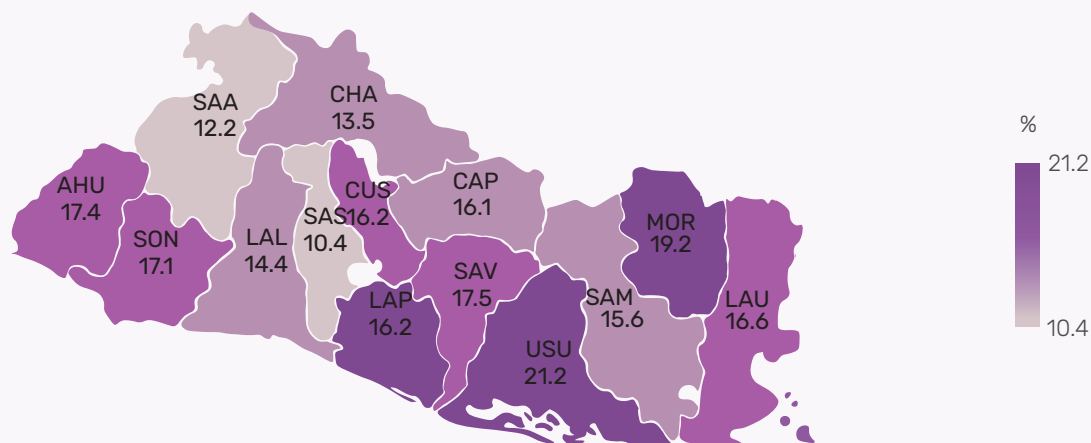 SAA
12.2
CHA
13.5
AHU
17.4
SON
17.1
LAL
14.4
SAS
10.4
CUS
16.2
CAP
16.1
MOR
19.2
SAV
17.5
LAP
16.2
SAM
15.6
LAU
16.6
USU
21.2
%
21.2
10.4